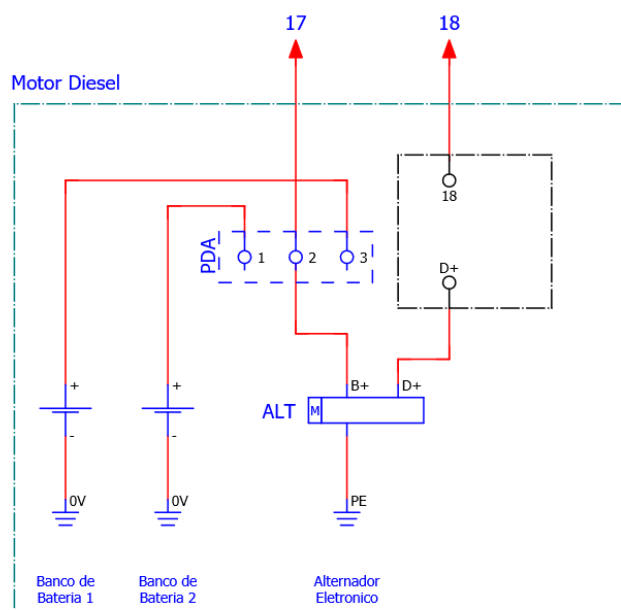 17
18
Motor Diesel
18
PDA
1
2
3
D+
+
+
B+
D+
ALT
M
-
-
0V
0V
PE
Banco de
Bateria 1
Banco de
Bateria 2
Alternador
Eletronico